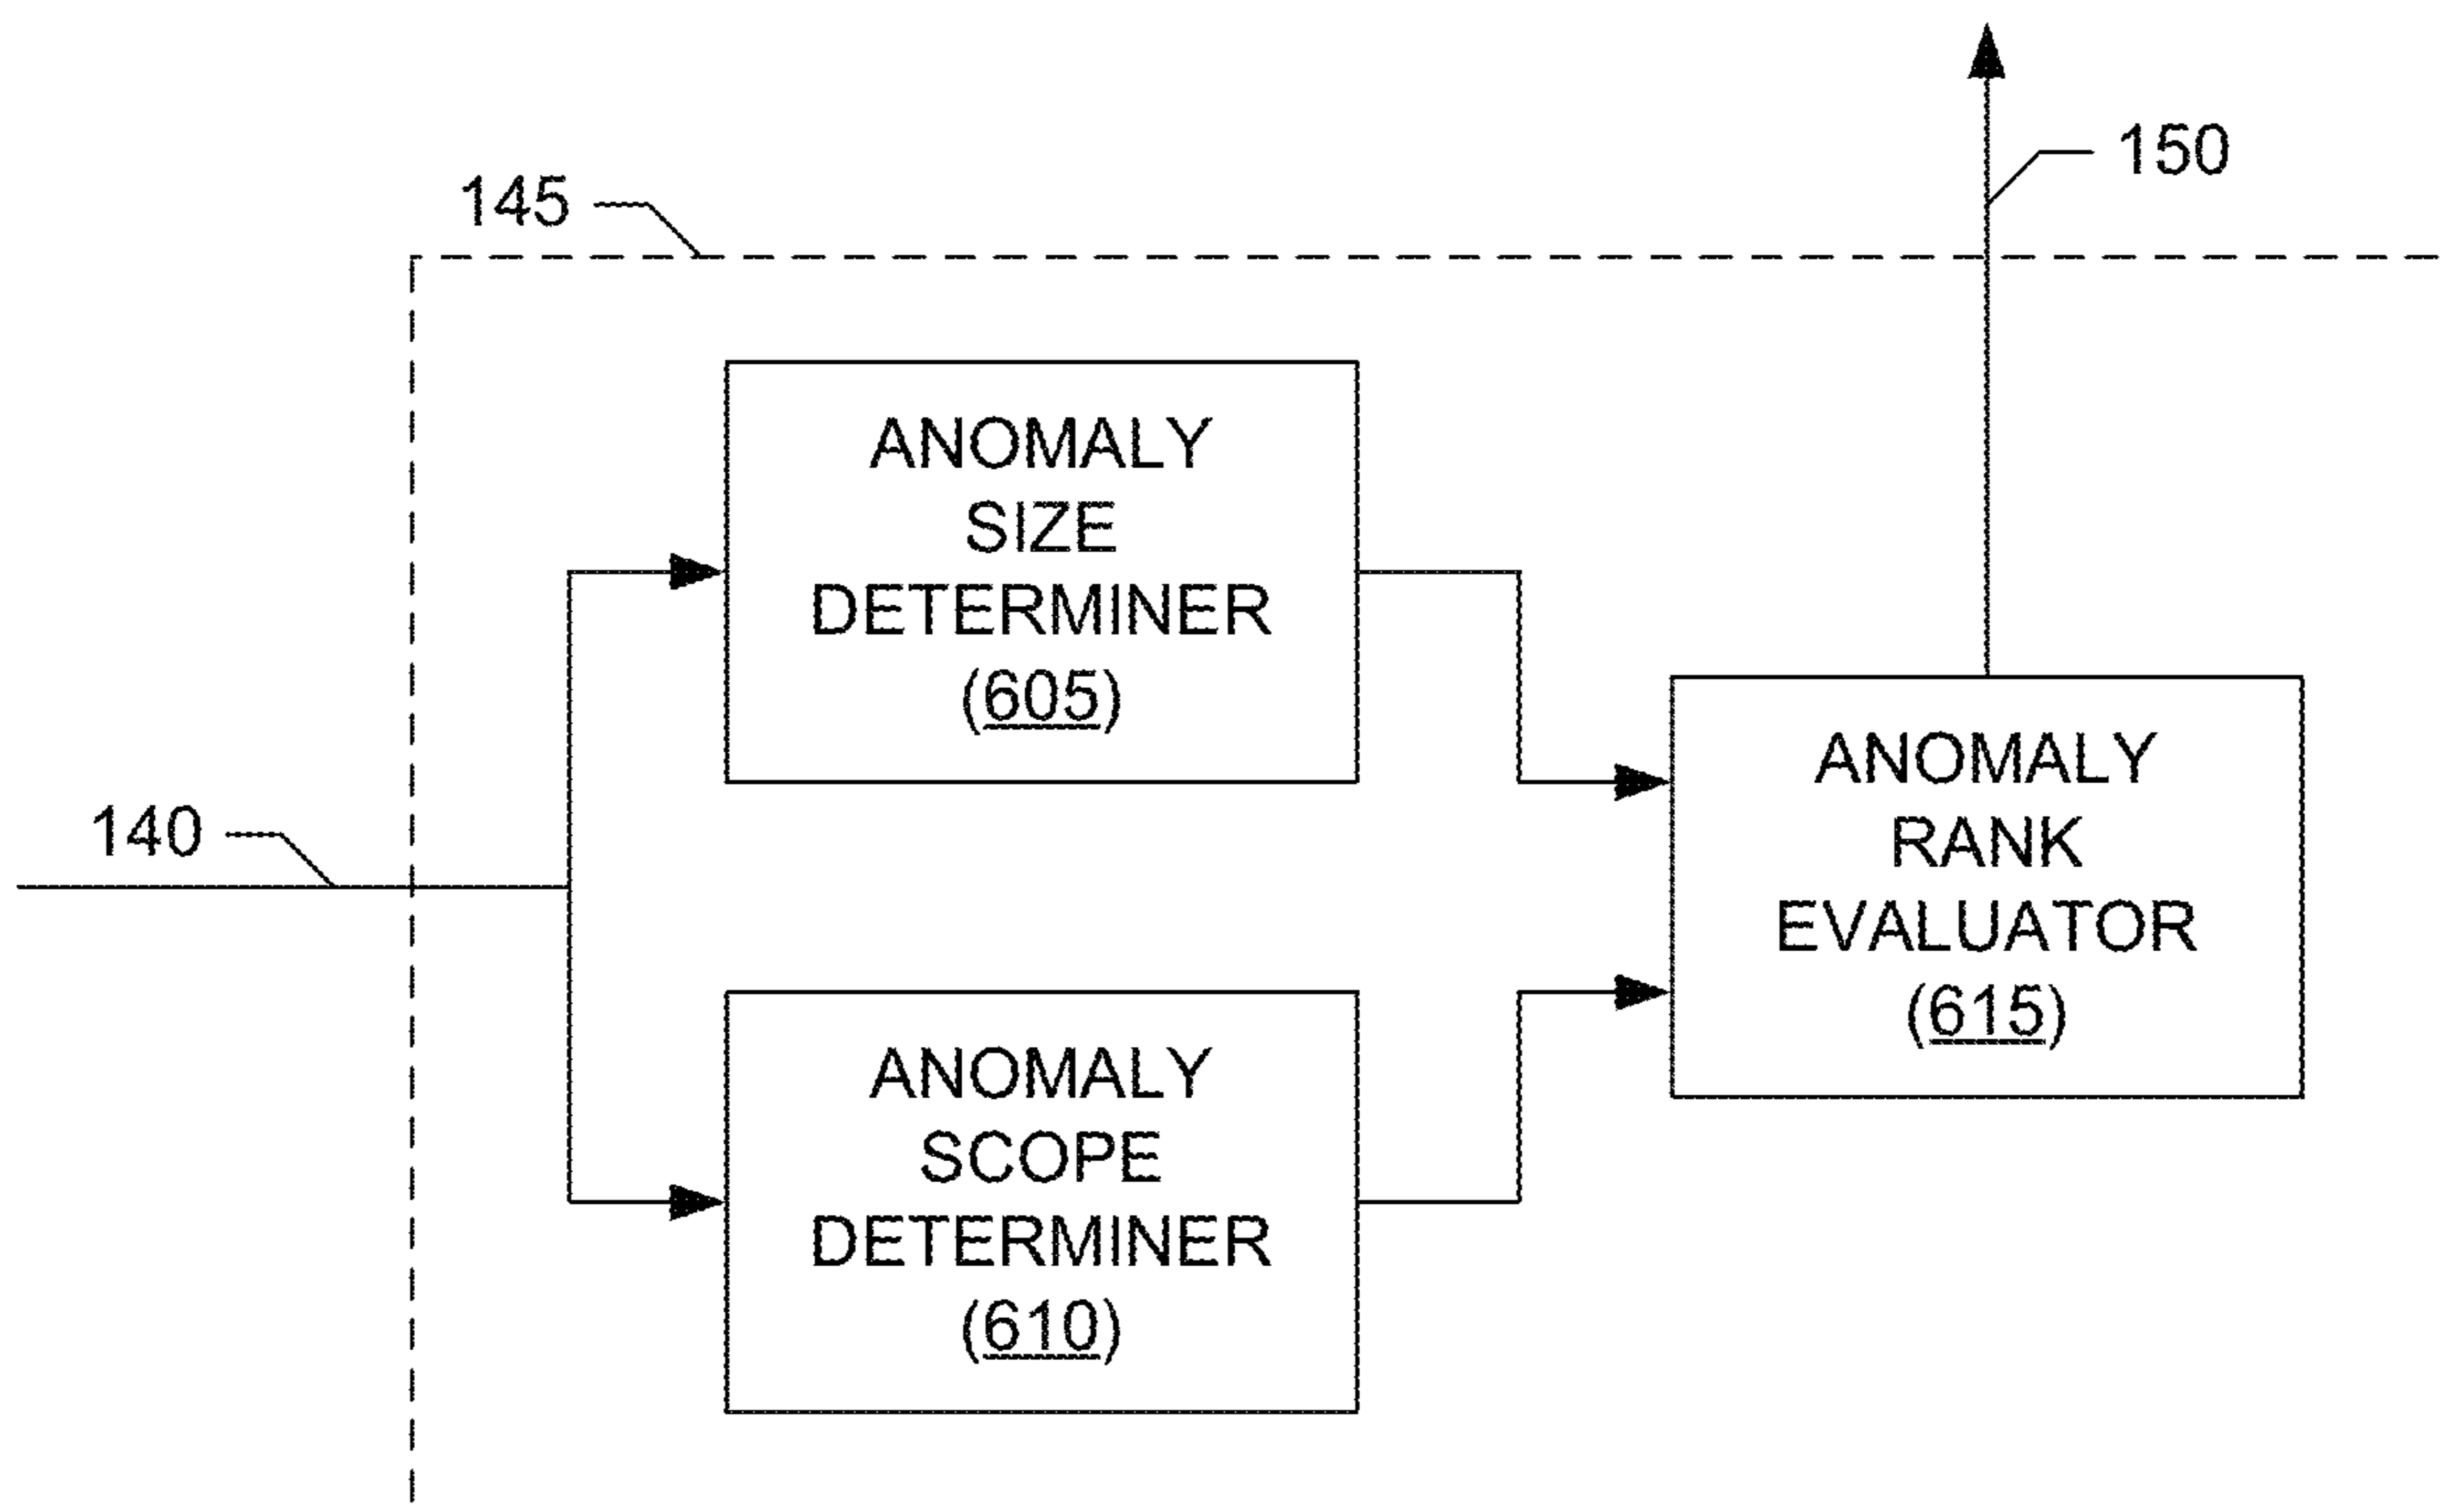 150
145
ANOMALY
SIZE
DETERMINER
(605)
140
ANOMALY
RANK
EVALUATOR
(615)
ANOMALY
SCOPE
DETERMINER
(610)